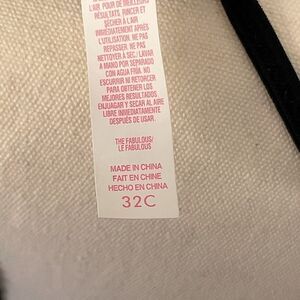 L'AIR POUR DE MEILLEURS
RÉSULTATS. RINCER ET
SÉCHER À L'AIR
IMMÉDIATEMENT APRÈS
L'UTILISATION. NE PAS
REPASSER. NE PAS
NETTOYER À SEC./ LAVAR
A MANO POR SEPARADO
CON AGUA FRÍA. NO
ESCURRIR NI RETORCER
PARA OBTENER LOS
MEJORES RESULTADOS
ENJUAGAR Y SECAR AL AIRE
LIBRE INMEDIATAMENTE
DESPUÉS DE USAR.
THE FABULOUS/
LE FABULOUS
MADE IN CHINA
FAIT EN CHINE
HECHO EN CHINA
32C